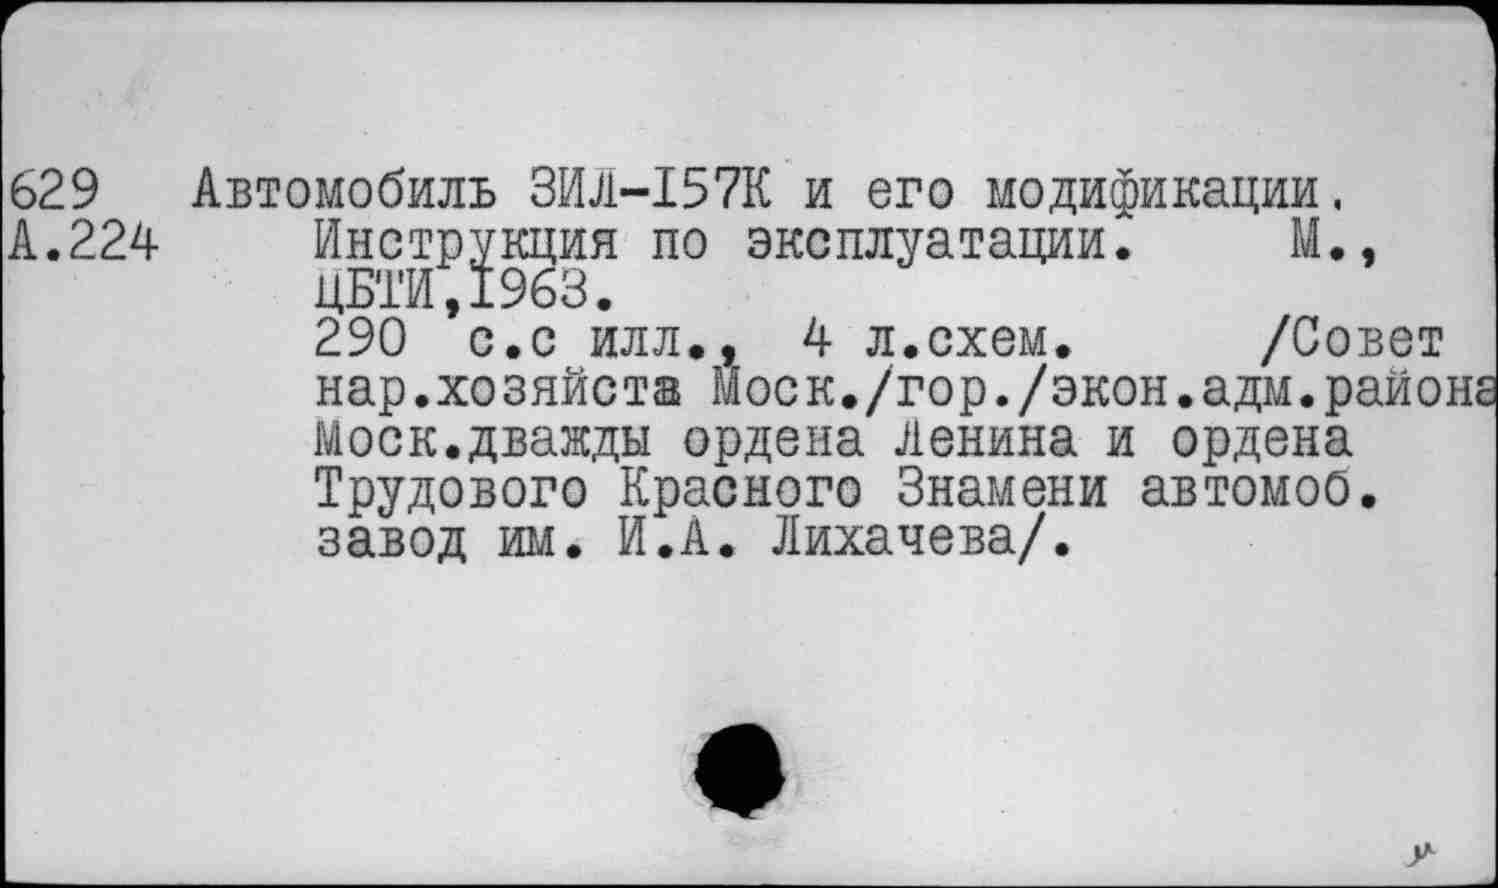 629 Автомобиль ЗИЛ-157К и его модификации.
А.224 Инструкция по эксплуатации. М.,
ЦБТИ,1963.
290 с.с илл., 4 л.схем. /Совет
нар.хозяйста Моск./гор./экон.адм.района
Моск.дважды ордена Ленина и ордена
Трудового Красного Знамени автомоб.
завод им. И.А. Лихачева/.